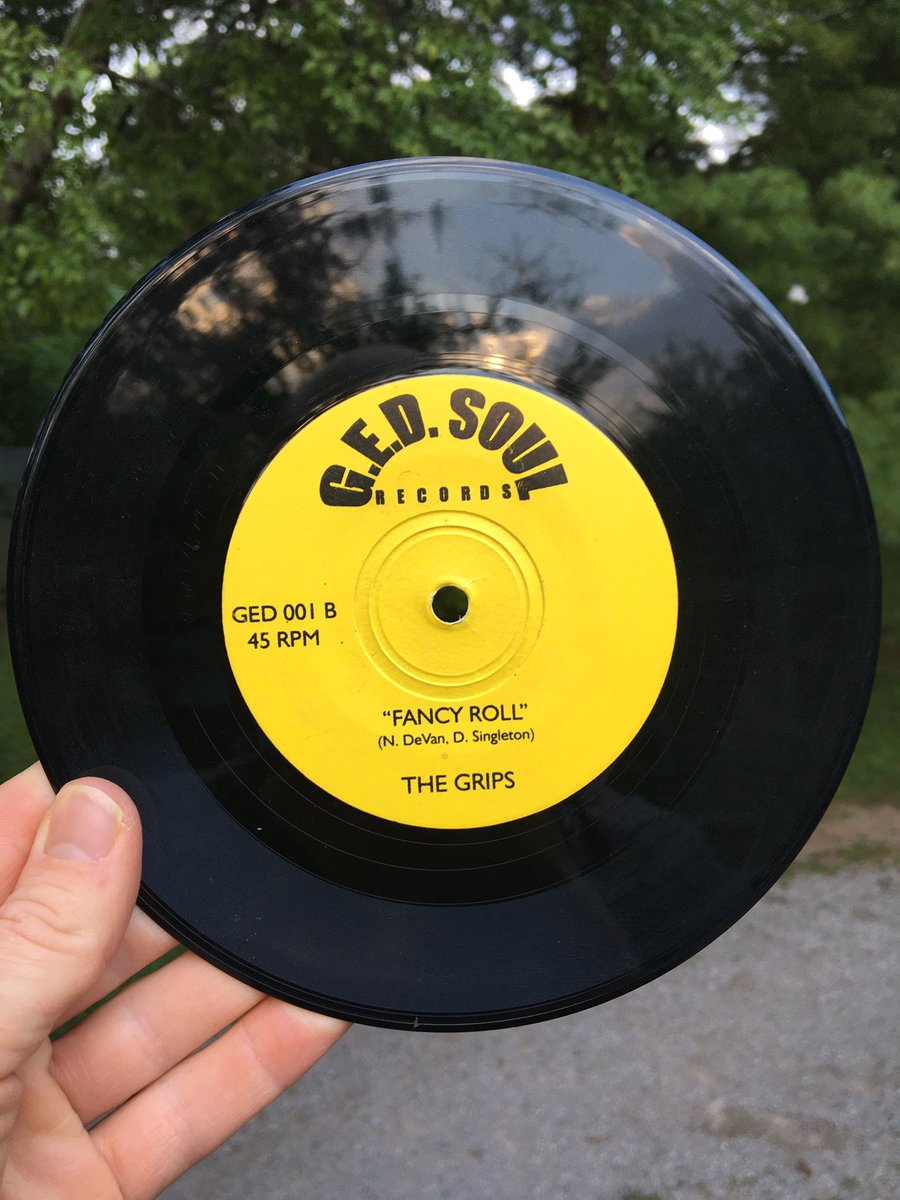 G.E.D. SOUL
RECORDS
GED 001 B
45 RPM
“FANCY ROLL”
(N. DeVan, D. Singleton)
THE GRIPS